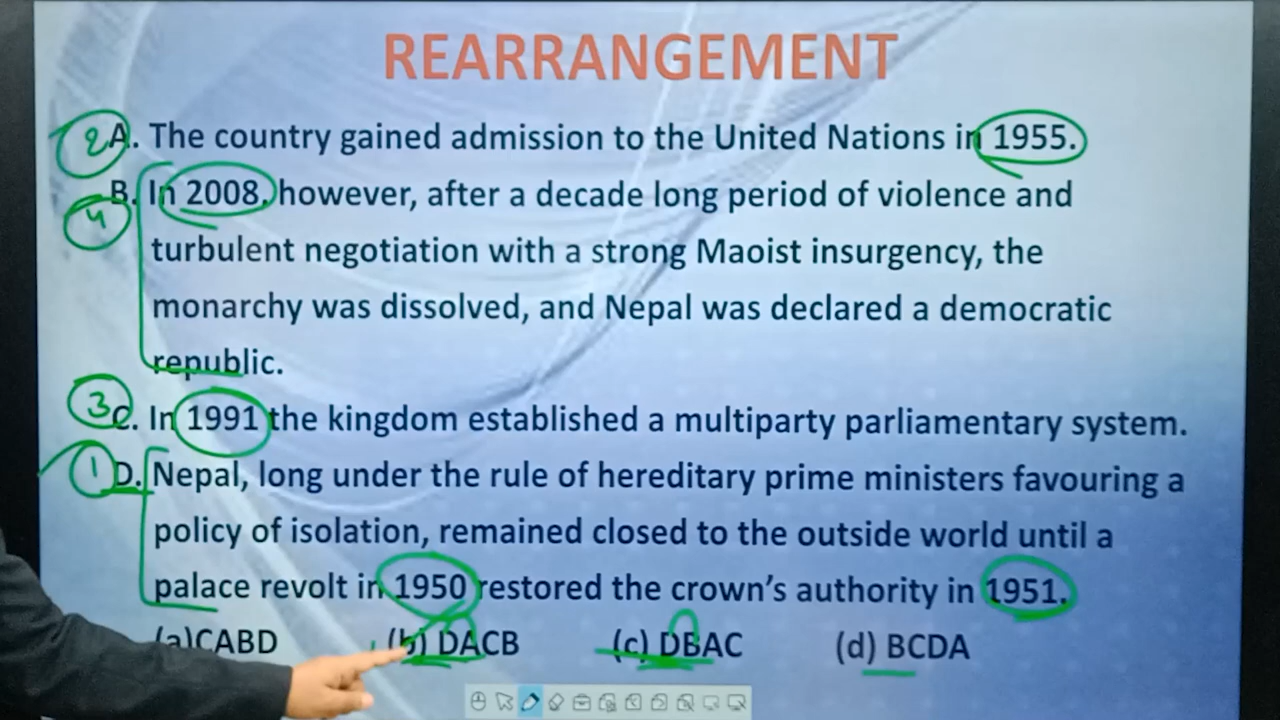 REARRANGEMENT
2 A. The country gained admission to the United Nations in 1955.
4 B. In 2008, however, after a decade long period of violence and
turbulent negotiation with a strong Maoist insurgency, the
monarchy was dissolved, and Nepal was declared a democratic
republic.
3 C. In 1991 the kingdom established a multiparty parliamentary system.
1 D. Nepal, long under the rule of hereditary prime ministers favouring a
policy of isolation, remained closed to the outside world until a
palace revolt in 1950 restored the crown's authority in 1951.
(a)CABD (b) DACB (c) DBAC (d) BCDA